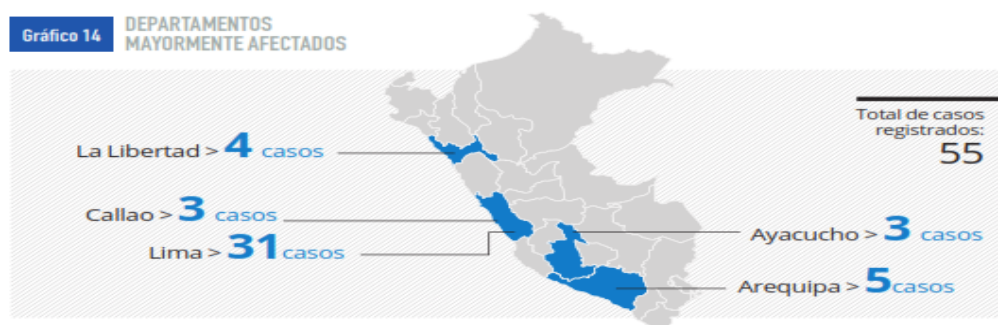 Gráfico 14
DEPARTAMENTOS
MAYORMENTE AFECTADOS
Total de casos
registrados:
55
La Libertad > 4 casos
Callao > 3 casos
Lima > 31 casos
Ayacucho > 3 casos
Arequipa > 5 casos